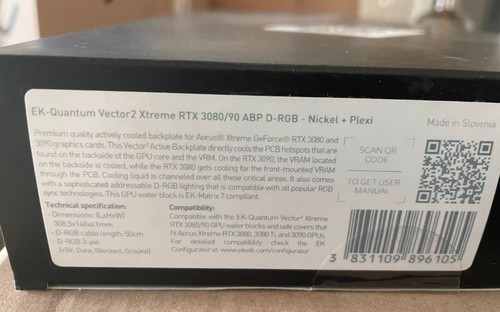 EK-Quantum Vector2 Xtreme RTX 3080/90 ABP D-RGB - Nickel + Plexi
Made in Slovenia
Premium quality actively cooled backplate for Aorus® Xtreme GeForce® RTX 3080 and
3090 graphics cards. This Vector² Active Backplate directly cools the PCB hotspots that are
found on the backside of the GPU core and the VRM. On the RTX 3090, the VRAM located
on the backside is cooled, while the RTX 3080 gets cooling for the front-mounted VRAM
through the PCB. Cooling liquid is channeled over all these critical areas. It also comes
with a sophisticated addressable D-RGB lighting that is compatible with all popular RGB
sync technologies. This GPU water block is EK-Matrix 7 compliant.
SCAN QR
CODE
TO GET USER
MANUAL
Technical specification:
- Dimensions: (LxHxW)
- D-RGB cable length: 50cm
- D-RGB 3-pin
(+5V, Data, Blocked, Ground)
Compatibility:
Compatible with the EK-Quantum Vector² Xtreme
RTX 3080/90 GPU water blocks and side covers that
fit Aorus Xtreme RTX 3080, 3080 Ti, and 3090 GPUs.
For detailed compatibility check the EK
Configurator at: www.ekwb.com/configurator
3 831109 896105